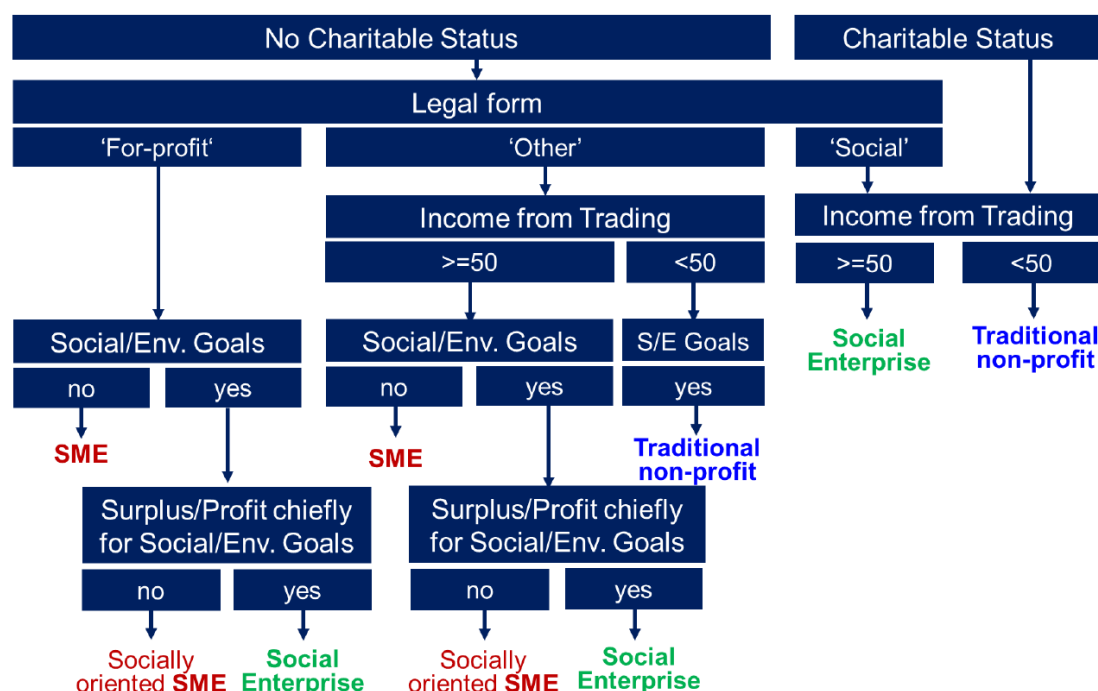 No Charitable Status
Charitable Status
Legal form
‘For-profit‘
‘Other’
‘Social’
Income from Trading
Income from Trading
>=50
<50
>=50
<50
Social/Env. Goals
Social/Env. Goals
S/E Goals
Social
Enterprise
Traditional
non-profit
no
yes
no
yes
yes
SME
SME
Traditional
non-profit
Surplus/Profit chiefly
for Social/Env. Goals
Surplus/Profit chiefly
for Social/Env. Goals
no
yes
no
yes
Socially
oriented SME
Social
Enterprise
Socially
oriented SME
Social
Enterprise